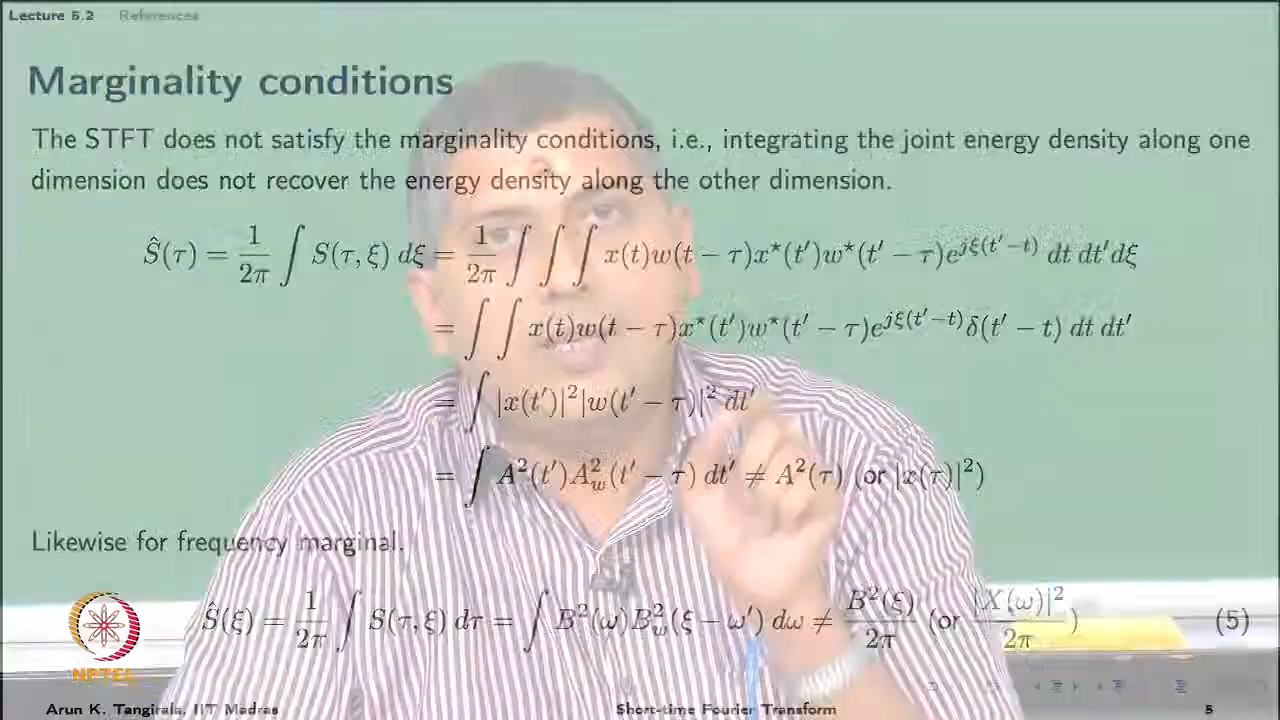 Lecture 5.2 References
Marginality conditions
The STFT does not satisfy the marginality conditions, i.e., integrating the joint energy density along one
dimension does not recover the energy density along the other dimension.
Ŝ(τ) = 1/2π ∫ S(τ, ξ) dξ = 1/2π ∫ ∫ ∫ x(t)w(t − τ)x⋆(t′)w⋆(t′ − τ)e^{jξ(t′−t)} dt dt′dξ
= ∫ ∫ x(t)w(t − τ)x⋆(t′)w⋆(t′ − τ)e^{jξ(t′−t)}δ(t′ − t) dt dt′
= ∫ |x(t′)|²|w(t′ − τ)|² dt′
= ∫ A²(t′)A²_w(t′ − τ) dt′ ≠ A²(τ) (or |x(τ)|²)
Likewise for frequency marginal.
Ŝ(ξ) = 1/2π ∫ S(τ, ξ) dτ = ∫ B²(ω)B²_w(ξ − ω′) dω ≠ B²(ξ)/2π (or |X(ω)|²/2π) (5)
NPTEL
Arun K. Tangirala, IIT Madras Short-time Fourier Transform 5